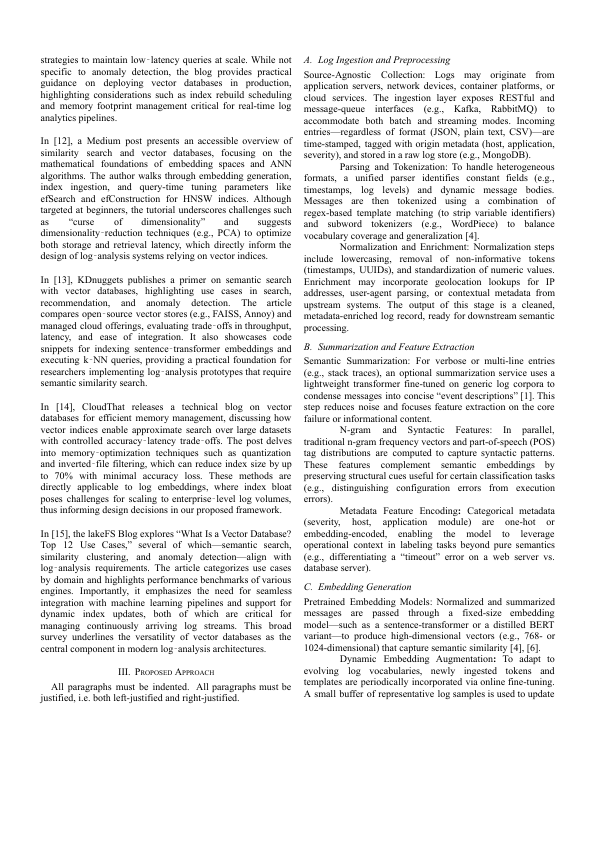 strategies to maintain low-latency queries at scale. While not
specific to anomaly detection, the blog provides practical
guidance on deploying vector databases in production,
highlighting considerations such as index rebuild scheduling
and memory footprint management critical for real-time log
analytics pipelines.
In [12], a Medium post presents an accessible overview of
similarity search and vector databases, focusing on the
mathematical foundations of embedding spaces and ANN
algorithms. The author walks through embedding generation,
index ingestion, and query-time tuning parameters like
efSearch and efConstruction for HNSW indices. Although
targeted at beginners, the tutorial underscores challenges such
as “curse of dimensionality” and suggests
dimensionality-reduction techniques (e.g., PCA) to optimize
both storage and retrieval latency, which directly inform the
design of log-analysis systems relying on vector indices.
In [13], KDnuggets publishes a primer on semantic search
with vector databases, highlighting use cases in search,
recommendation, and anomaly detection. The article
compares open-source vector stores (e.g., FAISS, Annoy) and
managed cloud offerings, evaluating trade-offs in throughput,
latency, and ease of integration. It also showcases code
snippets for indexing sentence-transformer embeddings and
executing k-NN queries, providing a practical foundation for
researchers implementing log-analysis prototypes that require
semantic similarity search.
In [14], CloudThat releases a technical blog on vector
databases for efficient memory management, discussing how
vector indices enable approximate search over large datasets
with controlled accuracy-latency trade-offs. The post delves
into memory-optimization techniques such as quantization
and inverted-file filtering, which can reduce index size by up
to 70% with minimal accuracy loss. These methods are
directly applicable to log embeddings, where index bloat
poses challenges for scaling to enterprise-level log volumes,
thus informing design decisions in our proposed framework.
In [15], the lakeFS Blog explores “What Is a Vector Database?
Top 12 Use Cases,” several of which—semantic search,
similarity clustering, and anomaly detection—align with
log-analysis requirements. The article categorizes use cases
by domain and highlights performance benchmarks of various
engines. Importantly, it emphasizes the need for seamless
integration with machine learning pipelines and support for
dynamic index updates, both of which are critical for
managing continuously arriving log streams. This broad
survey underlines the versatility of vector databases as the
central component in modern log-analysis architectures.
III. PROPOSED APPROACH
All paragraphs must be indented. All paragraphs must be
justified, i.e. both left-justified and right-justified.
A. Log Ingestion and Preprocessing
Source-Agnostic Collection: Logs may originate from
application servers, network devices, container platforms, or
cloud services. The ingestion layer exposes RESTful and
message-queue interfaces (e.g., Kafka, RabbitMQ) to
accommodate both batch and streaming modes. Incoming
entries—regardless of format (JSON, plain text, CSV)—are
time-stamped, tagged with origin metadata (host, application,
severity), and stored in a raw log store (e.g., MongoDB).
Parsing and Tokenization: To handle heterogeneous
formats, a unified parser identifies constant fields (e.g.,
timestamps, log levels) and dynamic message bodies.
Messages are then tokenized using a combination of
regex-based template matching (to strip variable identifiers)
and subword tokenizers (e.g., WordPiece) to balance
vocabulary coverage and generalization [4].
Normalization and Enrichment: Normalization steps
include lowercasing, removal of non-informative tokens
(timestamps, UUIDs), and standardization of numeric values.
Enrichment may incorporate geolocation lookups for IP
addresses, user-agent parsing, or contextual metadata from
upstream systems. The output of this stage is a cleaned,
metadata-enriched log record, ready for downstream semantic
processing.
B. Summarization and Feature Extraction
Semantic Summarization: For verbose or multi-line entries
(e.g., stack traces), an optional summarization service uses a
lightweight transformer fine-tuned on generic log corpora to
condense messages into concise “event descriptions” [1]. This
step reduces noise and focuses feature extraction on the core
failure or informational content.
N-gram and Syntactic Features: In parallel,
traditional n-gram frequency vectors and part-of-speech (POS)
tag distributions are computed to capture syntactic patterns.
These features complement semantic embeddings by
preserving structural cues useful for certain classification tasks
(e.g., distinguishing configuration errors from execution
errors).
Metadata Feature Encoding: Categorical metadata
(severity, host, application module) are one-hot or
embedding-encoded, enabling the model to leverage
operational context in labeling tasks beyond pure semantics
(e.g., differentiating a “timeout” error on a web server vs.
database server).
C. Embedding Generation
Pretrained Embedding Models: Normalized and summarized
messages are passed through a fixed-size embedding
model—such as a sentence-transformer or a distilled BERT
variant—to produce high-dimensional vectors (e.g., 768- or
1024-dimensional) that capture semantic similarity [4], [6].
Dynamic Embedding Augmentation: To adapt to
evolving log vocabularies, newly ingested tokens and
templates are periodically incorporated via online fine-tuning.
A small buffer of representative log samples is used to update